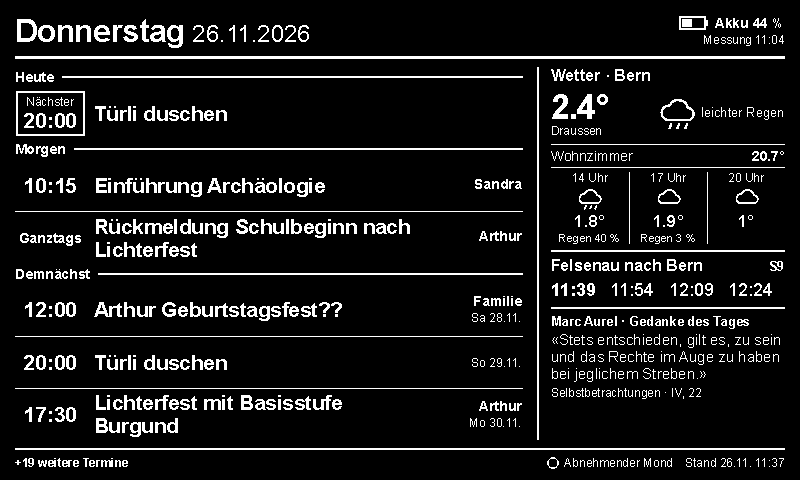 Donnerstag 26.11.2026
Akku 44 %
Messung 11:04
Heute
Nächster
20:00 Türli duschen
Morgen
10:15 Einführung Archäologie Sandra
Ganztags Rückmeldung Schulbeginn nach
Lichterfest Arthur
Demnächst
12:00 Arthur Geburtstagsfest?? Familie
Sa 28.11.
20:00 Türli duschen So 29.11.
17:30 Lichterfest mit Basisstufe
Burgund Arthur
Mo 30.11.
+19 weitere Termine
Wetter · Bern
2.4° leichter Regen
Draussen
Wohnzimmer 20.7°
14 Uhr 17 Uhr 20 Uhr
1.8° 1.9° 1°
Regen 40 % Regen 3 %
Felsenau nach Bern S9
11:39 11:54 12:09 12:24
Marc Aurel · Gedanke des Tages
«Stets entschieden, gilt es, zu sein
und das Rechte im Auge zu haben
bei jeglichem Streben.»
Selbstbetrachtungen · IV, 22
Abnehmender Mond Stand 26.11. 11:37